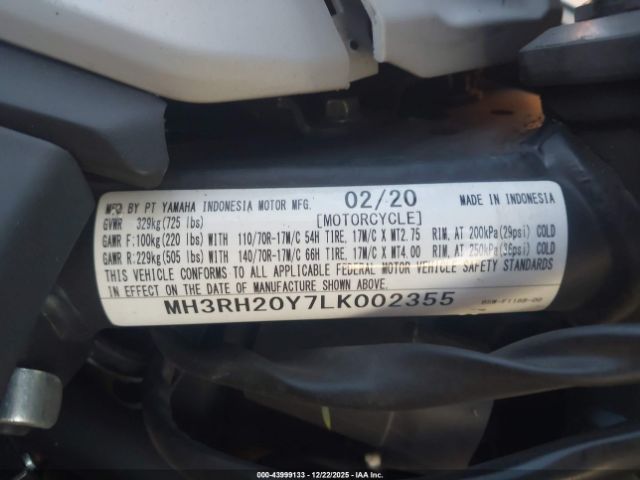 MFD BY PT YAMAHA INDONESIA MOTOR MFG. 02/20 MADE IN INDONESIA
GVWR 329kg(725 lbs) [MOTORCYCLE]
GAWR F:100kg(220 lbs) WITH 110/70R-17M/C 54H TIRE, 17M/C X MT2.75 RIM, AT 200kPa(29psi) COLD
GAWR R:229kg(505 lbs) WITH 140/70R-17M/C 66H TIRE, 17M/C X MT4.00 RIM, AT 250kPa(36psi) COLD
THIS VEHICLE CONFORMS TO ALL APPLICABLE FEDERAL MOTOR VEHICLE SAFETY STANDARDS
IN EFFECT ON THE DATE OF MANUFACTURE SHOWN ABOVE.
MH3RH20Y7LK002355
000-43999133 - 12/22/2025 - IAAI.COM